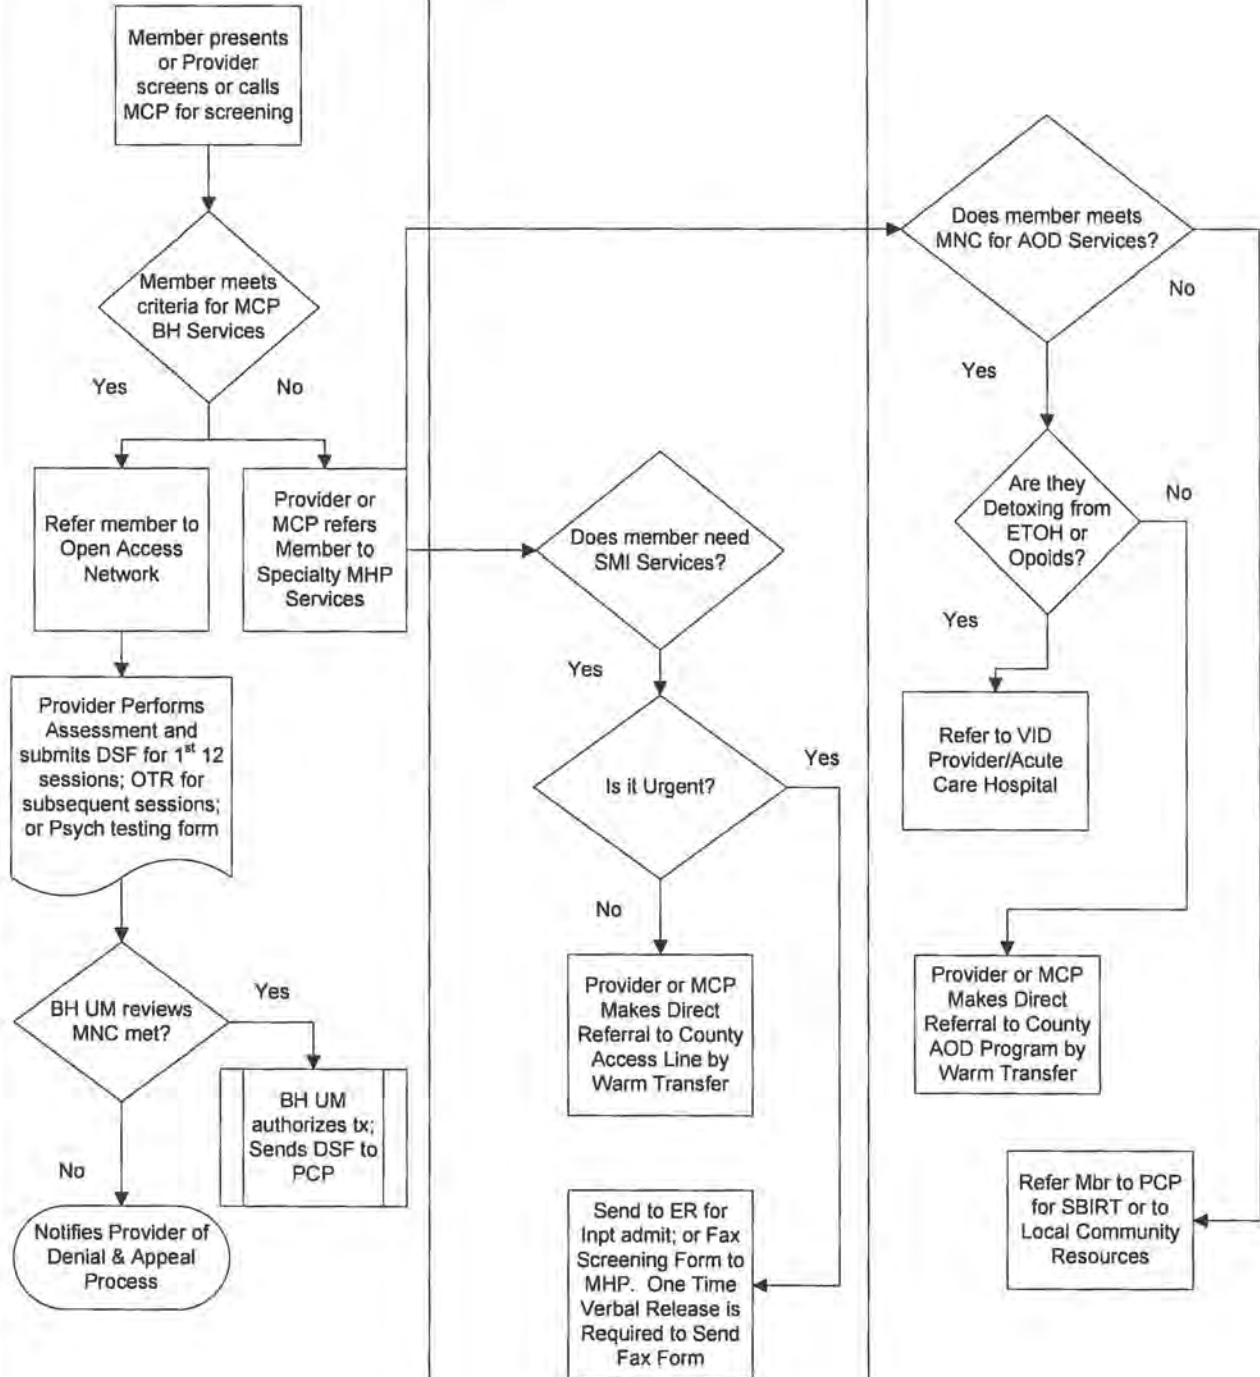 Member presents
or Provider
screens or calls
MCP for screening
Member meets
criteria for MCP
BH Services
Yes
No
Refer member to
Open Access
Network
Provider or
MCP refers
Member to
Specialty MHP
Services
Provider Performs
Assessment and
submits DSF for 1st 12
sessions; OTR for
subsequent sessions;
or Psych testing form
BH UM reviews
MNC met?
Yes
BH UM
authorizes tx;
Sends DSF to
PCP
No
Notifies Provider of
Denial & Appeal
Process
Does member need
SMI Services?
Yes
Is it Urgent?
Yes
No
Provider or MCP
Makes Direct
Referral to County
Access Line by
Warm Transfer
Send to ER for
Inpt admit; or Fax
Screening Form to
MHP. One Time
Verbal Release is
Required to Send
Fax Form
Does member meets
MNC for AOD Services?
No
Yes
Are they
Detoxing from
ETOH or
Opoids?
No
Yes
Refer to VID
Provider/Acute
Care Hospital
Provider or MCP
Makes Direct
Referral to County
AOD Program by
Warm Transfer
Refer Mbr to PCP
for SBIRT or to
Local Community
Resources